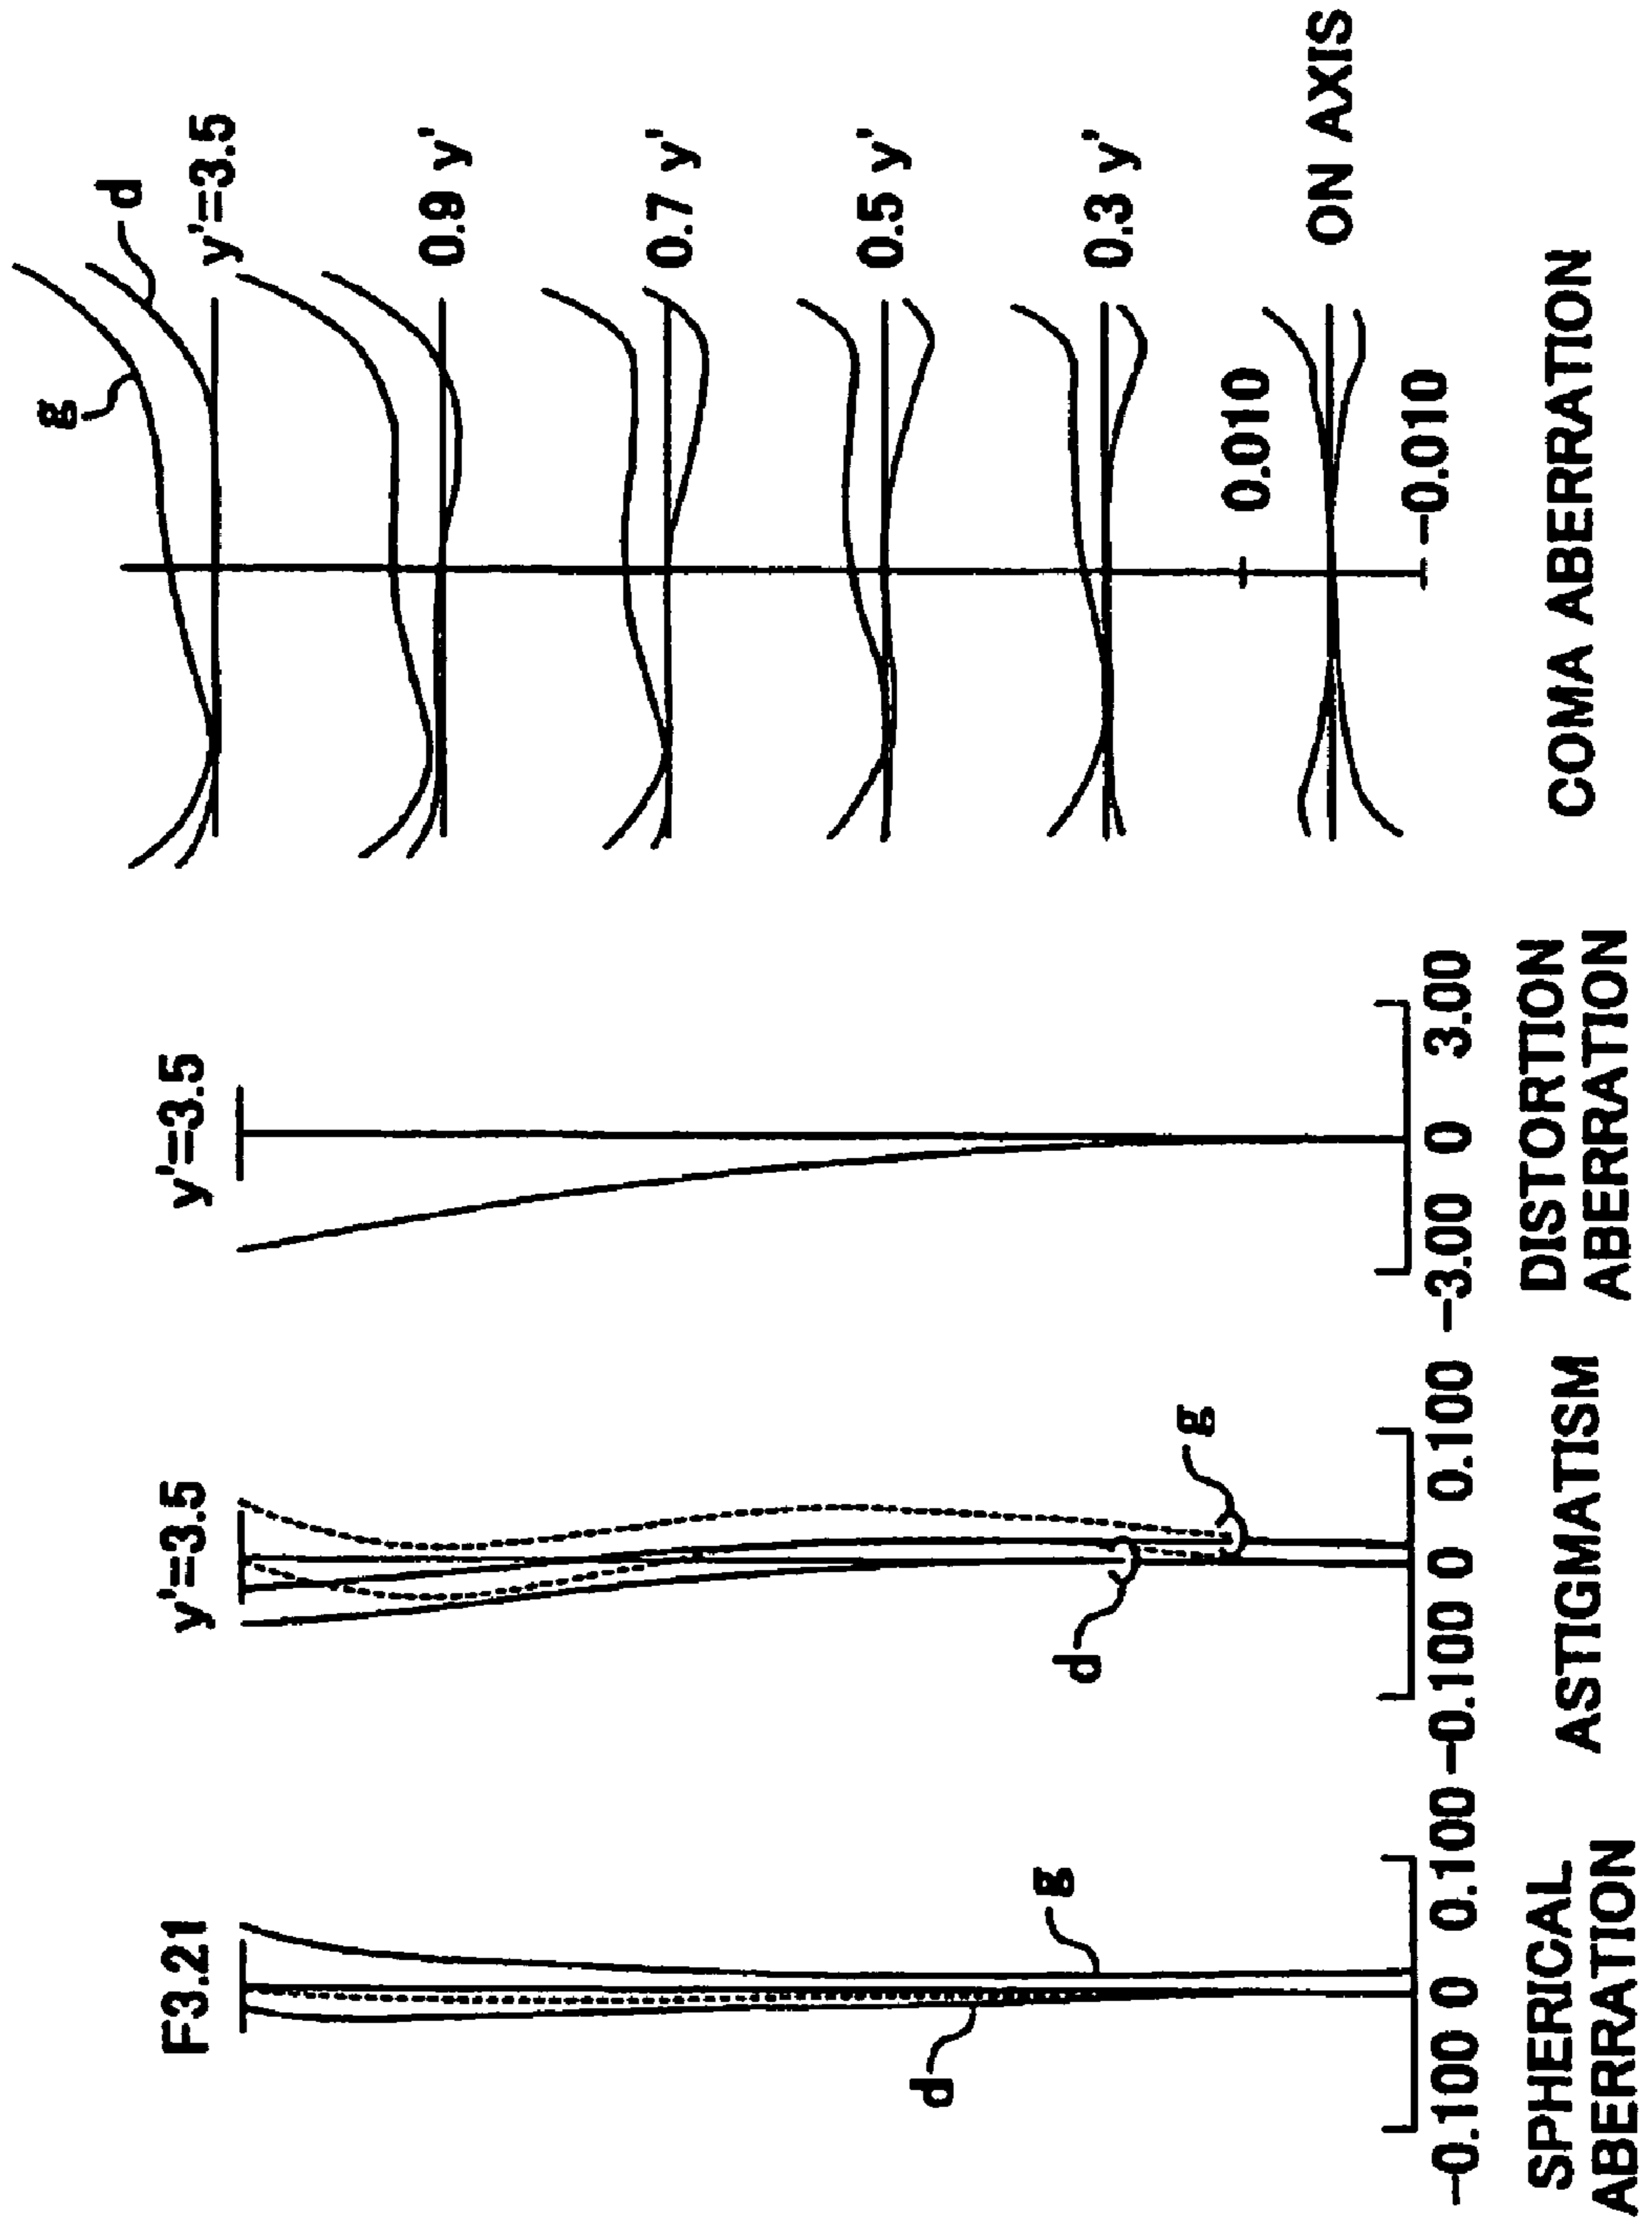 F3.21
g
d
-0.100 0 0.100
SPHERICAL
ABERRATION
y'=3.5
d
g
-0.100 0 0.100
ASTIGMATISM
y'=3.5
-3.00 0 3.00
DISTORTION
ABERRATION
g
d
y'=3.5
0.9 y'
0.7 y'
0.5 y'
0.3 y'
0.010
ON AXIS
-0.010
COMA ABERRATION